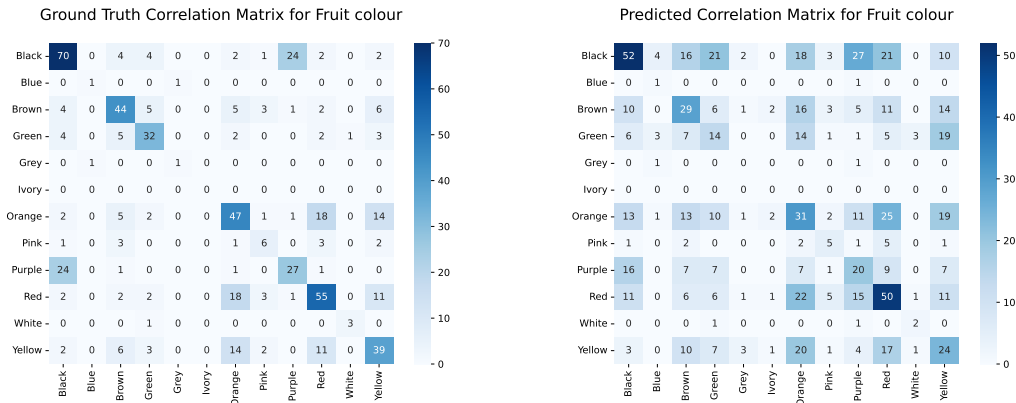 Ground Truth Correlation Matrix for Fruit colour
Black 70 0 4 4 0 0 2 1 24 2 0 2
Blue 0 1 0 0 1 0 0 0 0 0 0 0
Brown 4 0 44 5 0 0 5 3 1 2 0 6
Green 4 0 5 32 0 0 2 0 0 2 1 3
Grey 0 1 0 0 1 0 0 0 0 0 0 0
Ivory 0 0 0 0 0 0 0 0 0 0 0 0
Orange 2 0 5 2 0 0 47 1 1 18 0 14
Pink 1 0 3 0 0 0 1 6 0 3 0 2
Purple 24 0 1 0 0 0 1 0 27 1 0 0
Red 2 0 2 2 0 0 18 3 1 55 0 11
White 0 0 0 1 0 0 0 0 0 0 3 0
Yellow 2 0 6 3 0 0 14 2 0 11 0 39
Black Blue Brown Green Grey Ivory Orange Pink Purple Red White Yellow
70
60
50
40
30
20
10
0
Predicted Correlation Matrix for Fruit colour
Black 52 4 16 21 2 0 18 3 27 21 0 10
Blue 0 1 0 0 0 0 0 0 1 0 0 0
Brown 10 0 29 6 1 2 16 3 5 11 0 14
Green 6 3 7 14 0 0 14 1 1 5 3 19
Grey 0 1 0 0 0 0 0 0 1 0 0 0
Ivory 0 0 0 0 0 0 0 0 0 0 0 0
Orange 13 1 13 10 1 2 31 2 11 25 0 19
Pink 1 0 2 0 0 0 2 5 1 5 0 1
Purple 16 0 7 7 0 0 7 1 20 9 0 7
Red 11 0 6 6 1 1 22 5 15 50 1 11
White 0 0 0 1 0 0 0 0 0 1 2 0
Yellow 3 0 10 7 3 1 20 1 4 17 1 24
Black Blue Brown Green Grey Ivory Orange Pink Purple Red White Yellow
50
40
30
20
10
0